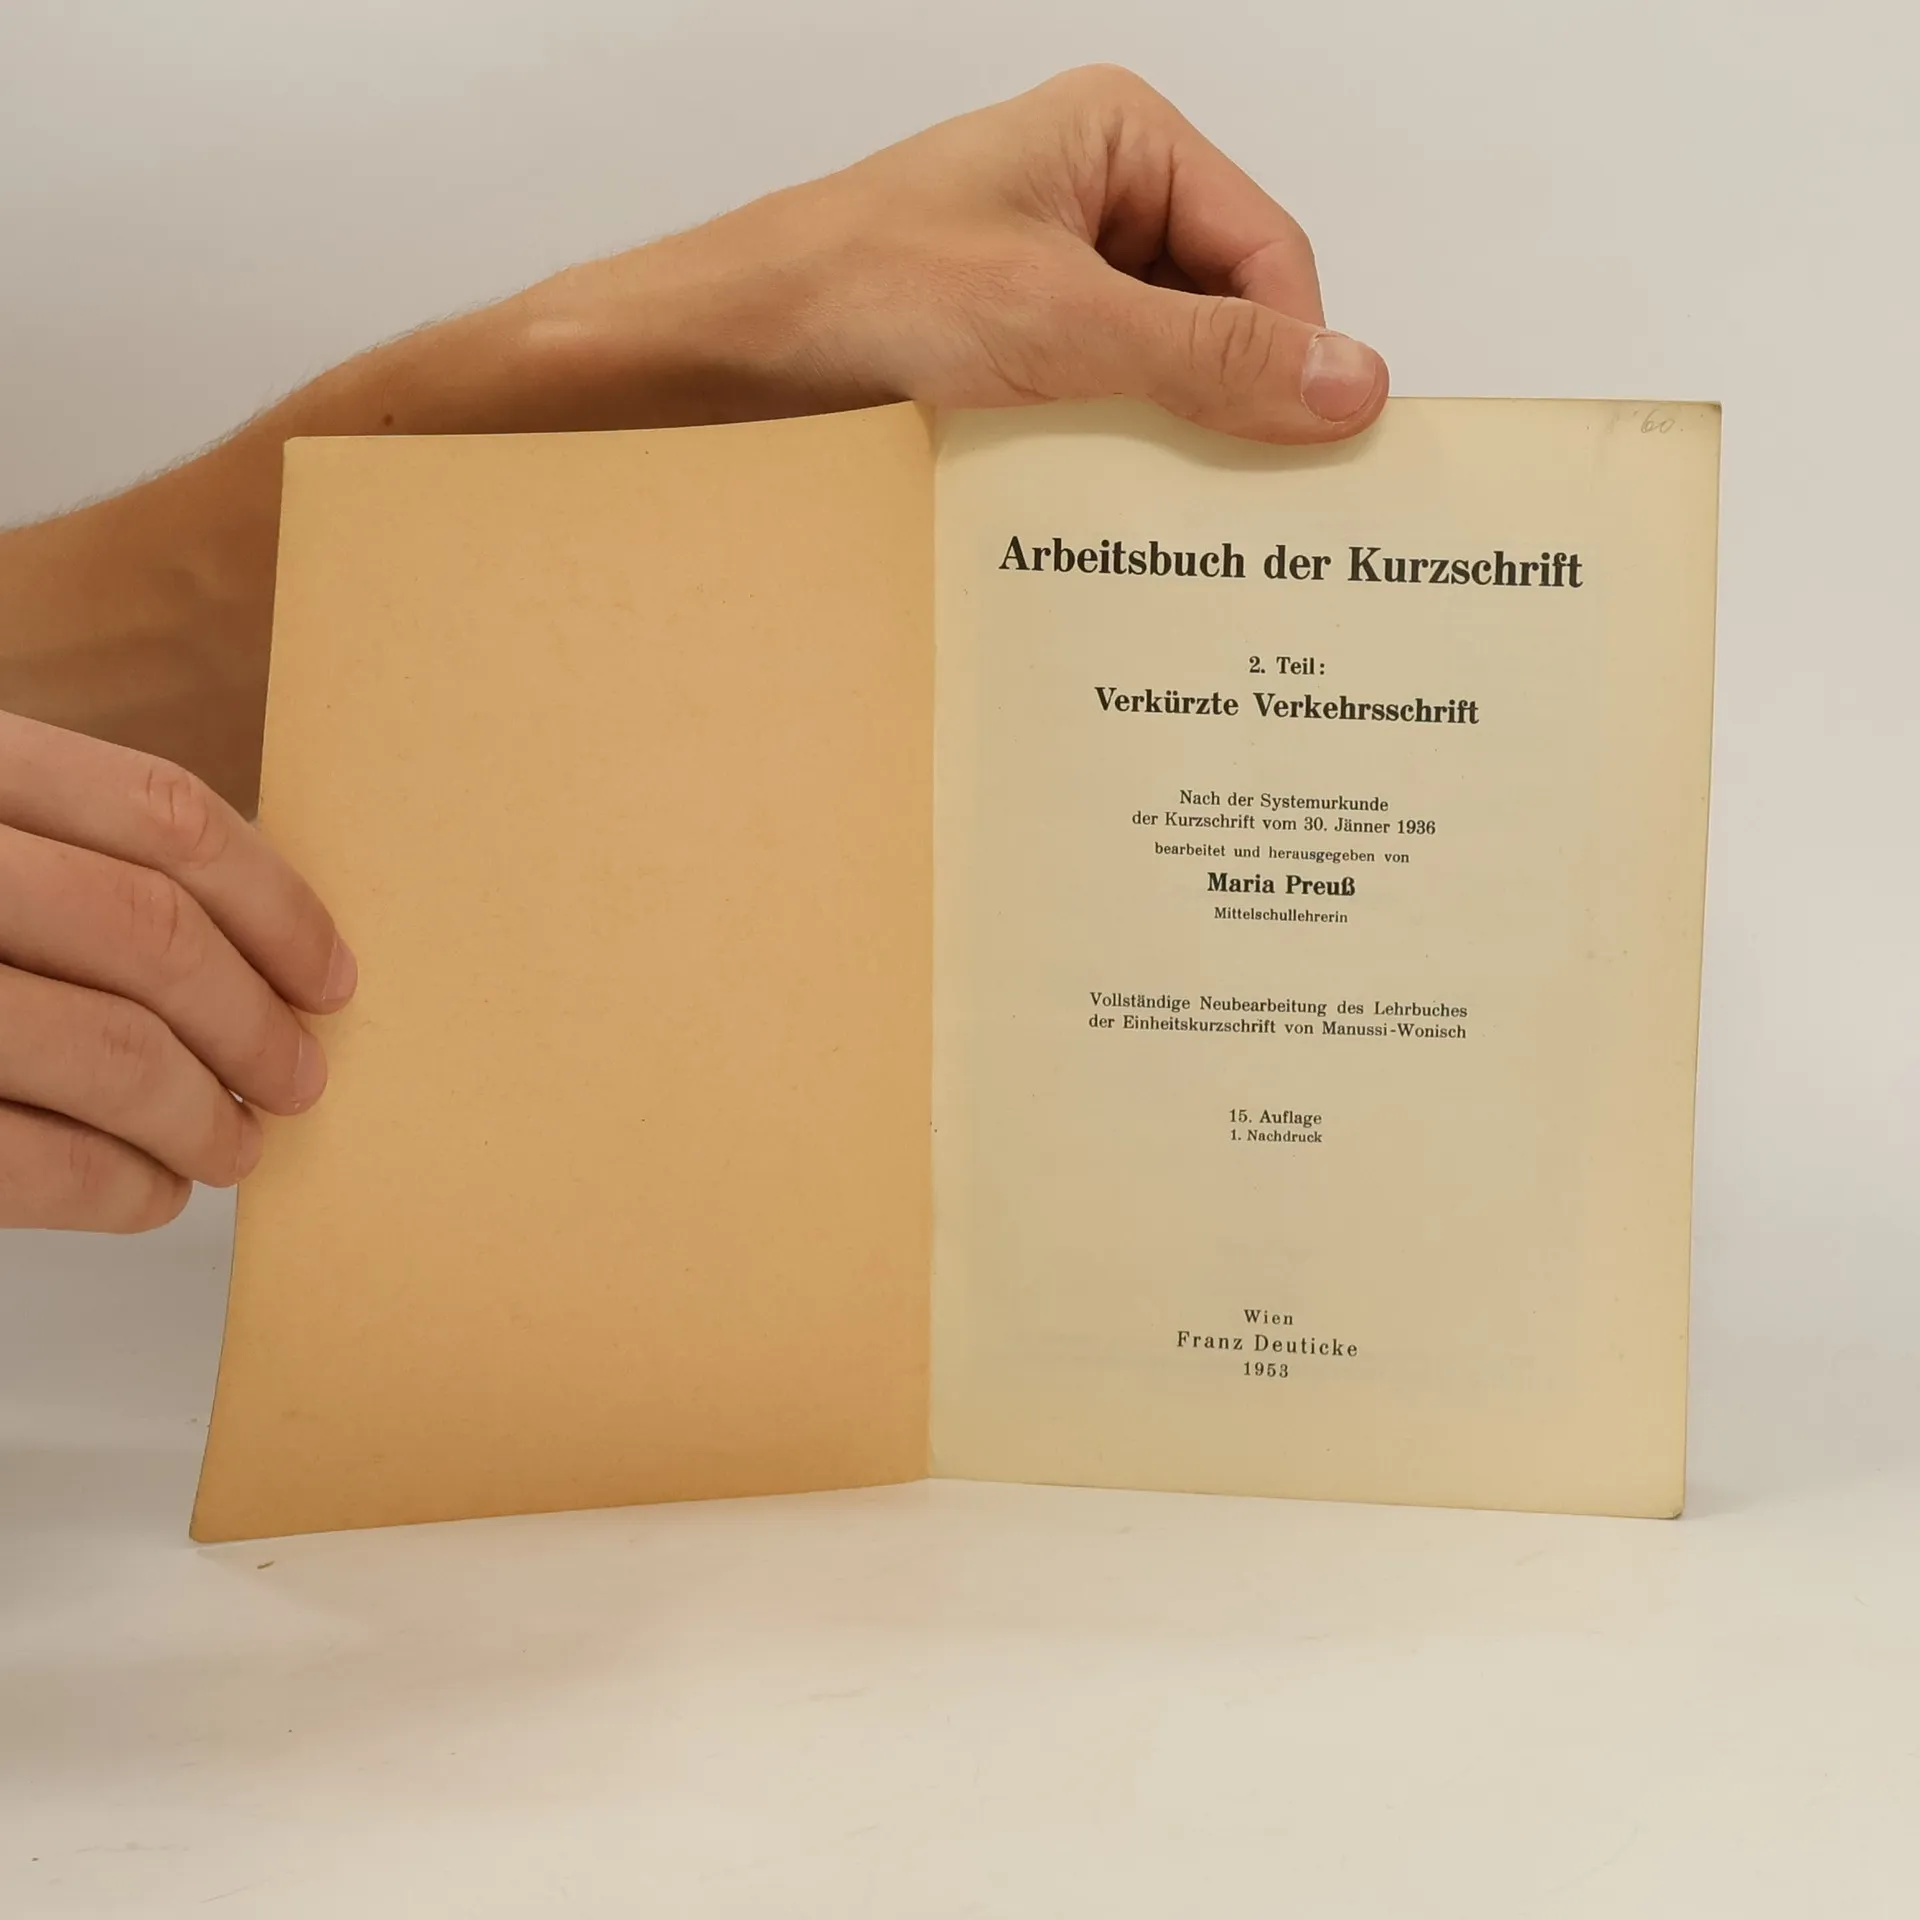 60.
Arbeitsbuch der Kurzschrift
2. Teil:
Verkürzte Verkehrsschrift
Nach der Systemurkunde
der Kurzschrift vom 30. Jänner 1936
bearbeitet und herausgegeben von
Maria Preuß
Mittelschullehrerin
Vollständige Neubearbeitung des Lehrbuches
der Einheitskurzschrift von Manussi-Wonisch
15. Auflage
1. Nachdruck
Wien
Franz Deuticke
1953